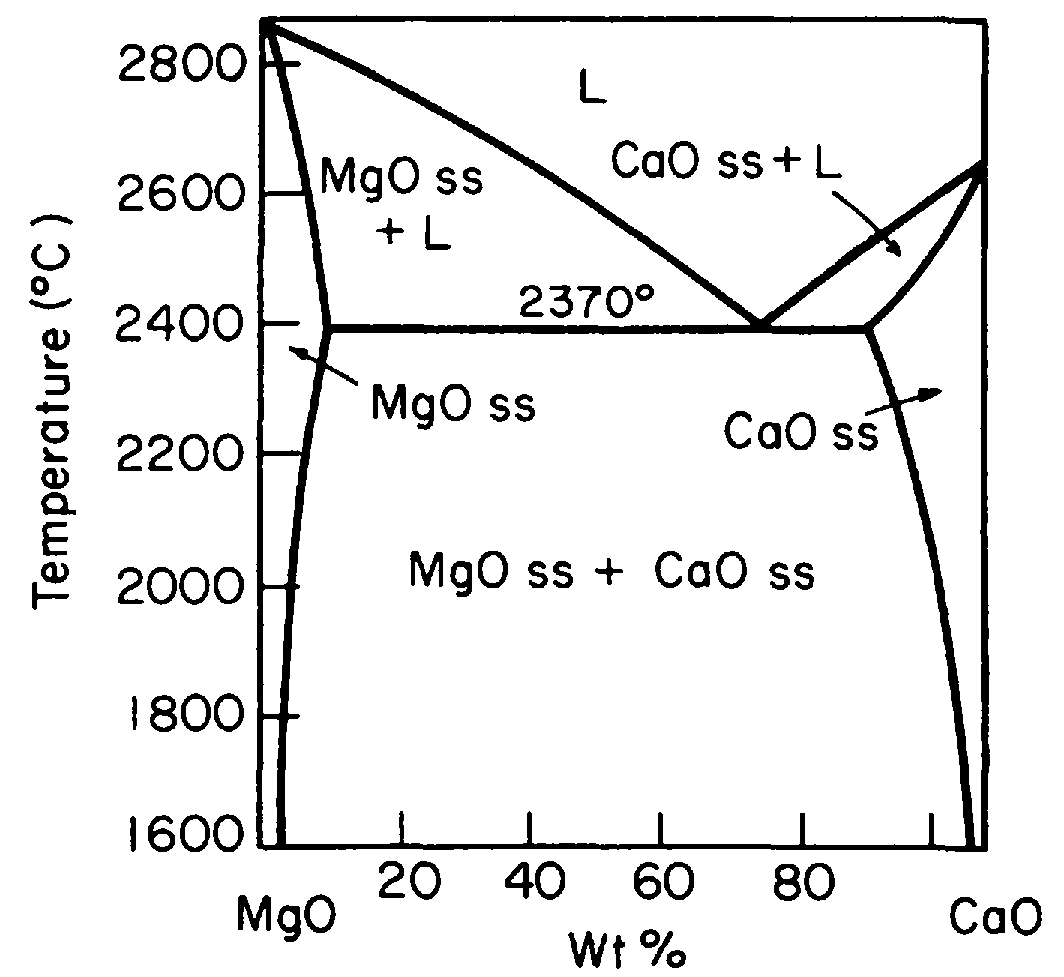 2800
L
CaO ss + L
MgO ss
+ L
2600
2370°
2400
MgO ss
CaO ss
2200
MgO ss + CaO ss
2000
1800
1600
Temperature (°C)
20 40 60 80
MgO CaO
Wt %